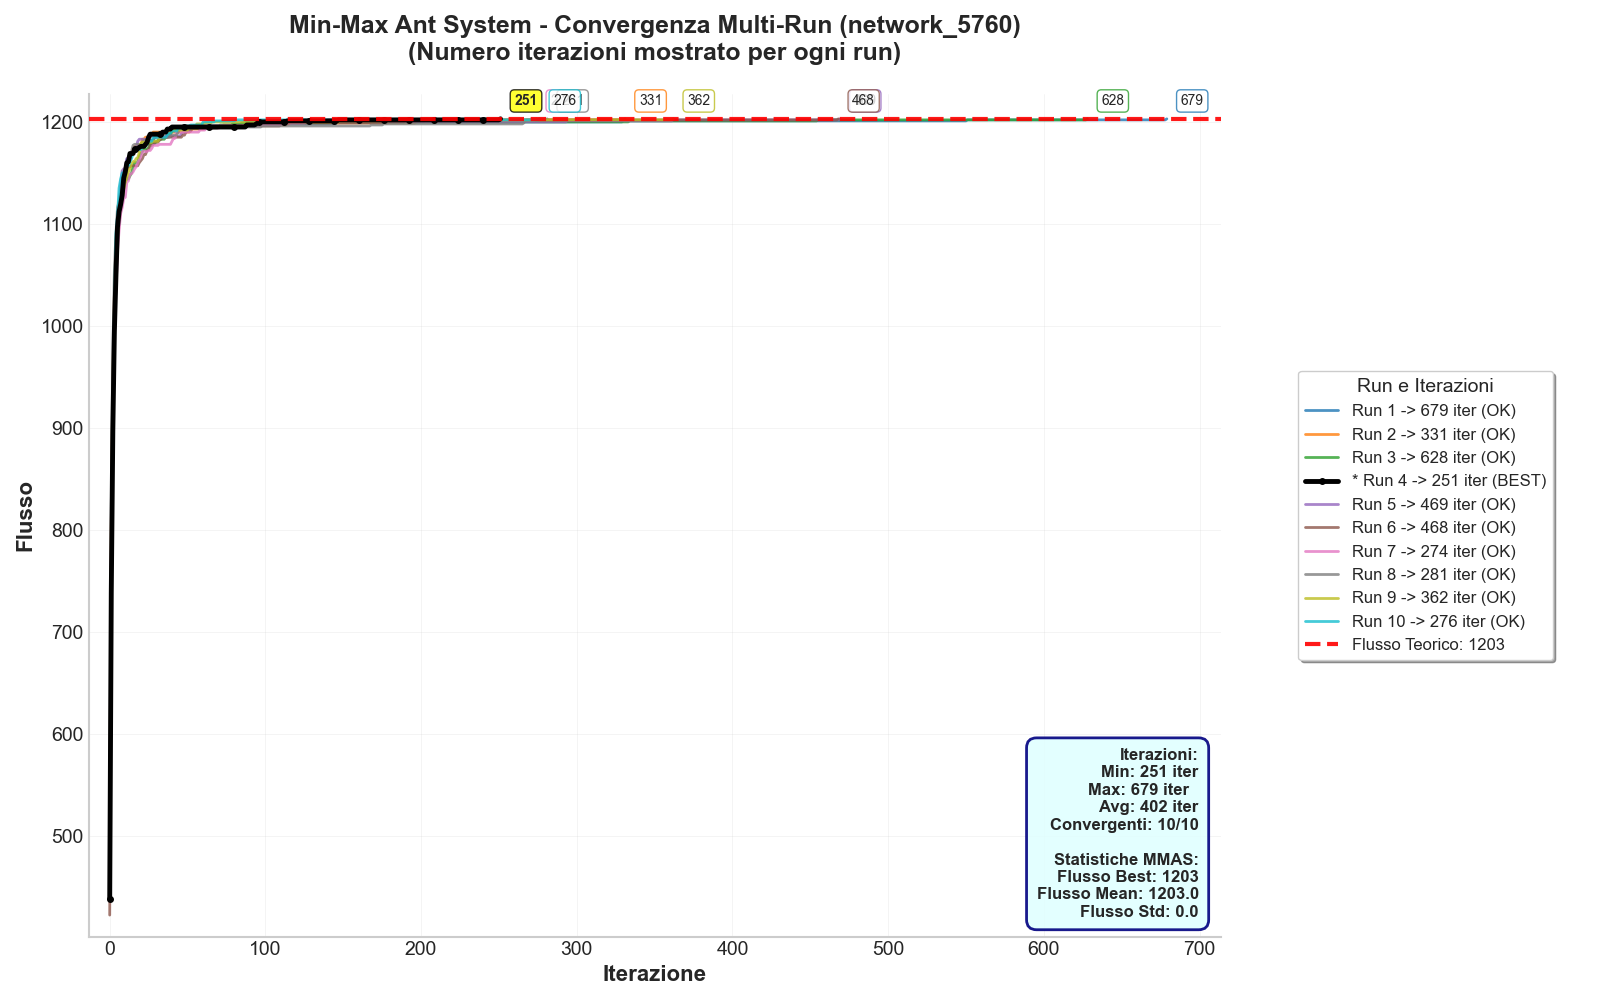 Min-Max Ant System - Convergenza Multi-Run (network_5760)
(Numero iterazioni mostrato per ogni run)
251
276
331
362
468
628
679
1200
1100
1000
900
800
700
600
500
Flusso
0
100
200
300
400
500
600
700
Iterazione
Run e Iterazioni
Run 1 -> 679 iter (OK)
Run 2 -> 331 iter (OK)
Run 3 -> 628 iter (OK)
* Run 4 -> 251 iter (BEST)
Run 5 -> 469 iter (OK)
Run 6 -> 468 iter (OK)
Run 7 -> 274 iter (OK)
Run 8 -> 281 iter (OK)
Run 9 -> 362 iter (OK)
Run 10 -> 276 iter (OK)
Flusso Teorico: 1203
Iterazioni:
Min: 251 iter
Max: 679 iter
Avg: 402 iter
Convergenti: 10/10
Statistiche MMAS:
Flusso Best: 1203
Flusso Mean: 1203.0
Flusso Std: 0.0